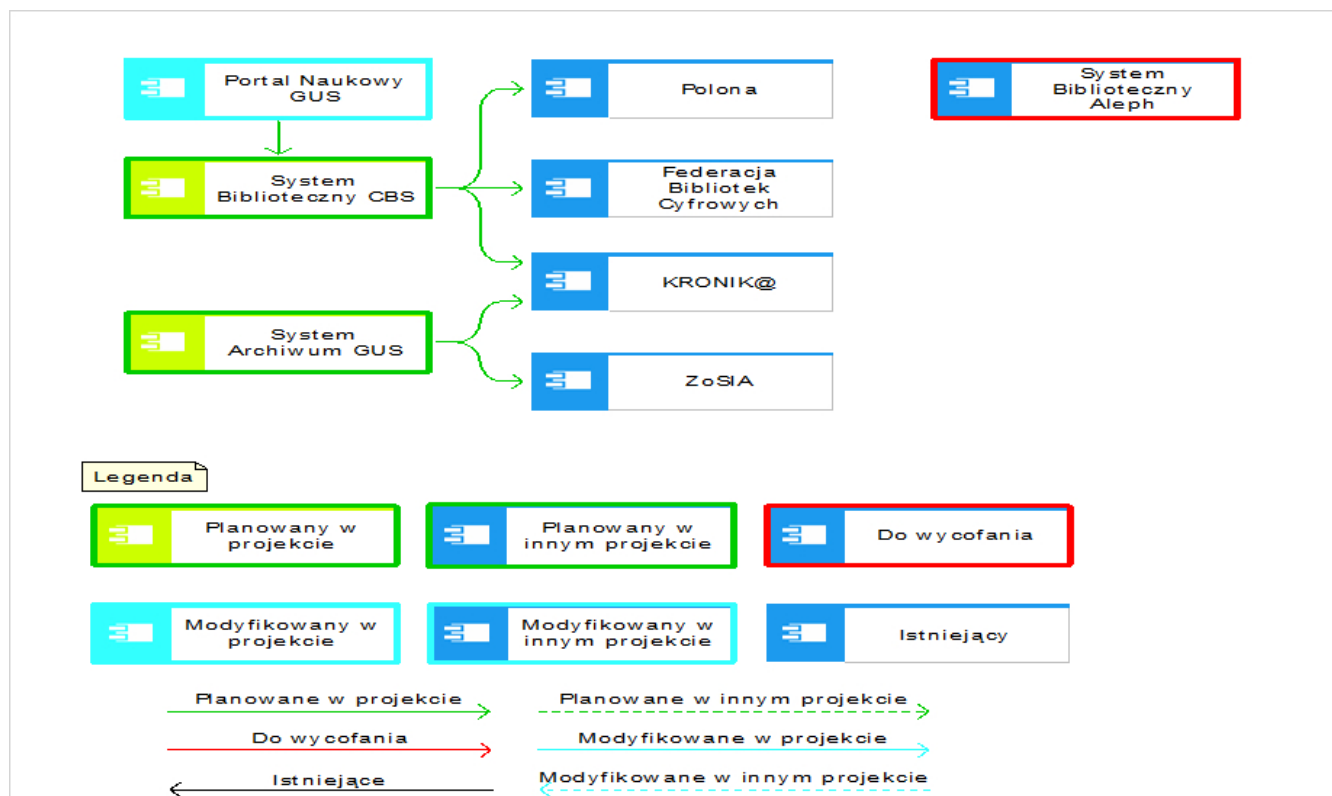 Portal Naukowy
GUS
Polona
System
Biblioteczny
Aleph
System
Biblioteczny CBS
Federacja
Bibliotek
Cyfrowych
KRONIK@
System
Archiwum GUS
ZoSIA
Legenda
Planowany w
projekcie
Planowany w
innym projekcie
Do wycofania
Modyfikowany w
projekcie
Modyfikowany w
innym projekcie
Istniejący
Planowane w projekcie
Planowane w innym projekcie
Do wycofania
Modyfikowane w projekcie
Istniejące
Modyfikowane w innym projekcie